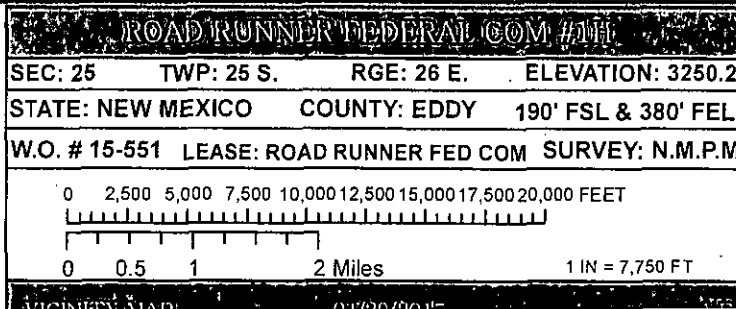 ROAD RUNNER FEDERAL COM #1H
SEC: 25 TWP: 25 S. RGE: 26 E. ELEVATION: 3250.2
STATE: NEW MEXICO COUNTY: EDDY 190' FSL & 380' FEL
W.O. # 15-551 LEASE: ROAD RUNNER FED COM SURVEY: N.M.P.M
0 2,500 5,000 7,500 10,000 12,500 15,000 17,500 20,000 FEET
0 0.5 1 2 Miles 1 IN = 7,750 FT
VICINITY MAP